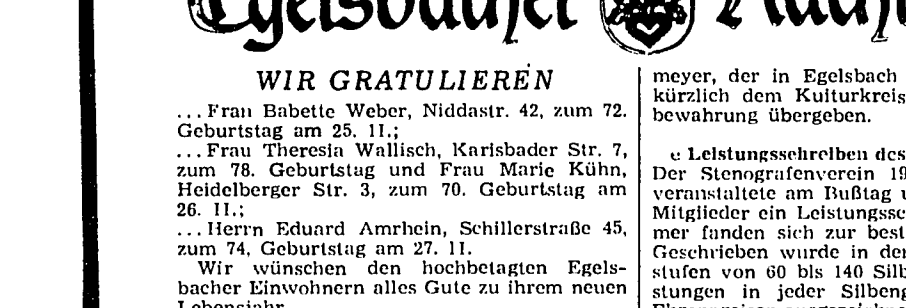 Egelsbacher
WIR GRATULIEREN
... Frau Babette Weber, Niddastr. 42, zum 72.
Geburtstag am 25. 11.;
... Frau Theresia Wallisch, Karlsbader Str. 7,
zum 78. Geburtstag und Frau Marie Kühn,
Heidelberger Str. 3, zum 70. Geburtstag am
26. 11.;
... Herrn Eduard Amrhein, Schillerstraße 45,
zum 74. Geburtstag am 27. 11.
Wir wünschen den hochbetagten Egels-
bacher Einwohnern alles Gute zu ihrem neuen
Lebensjahr.
meyer, der in Egelsbach
kürzlich dem Kulturkreis
bewahrung übergeben.
e Leistungsschreiben des
Der Stenografenverein 19
veranstaltete am Bußtag
Mitglieder ein Leistungssc
mer fanden sich zur best
Geschrieben wurde in der
stufen von 60 bis 140 Silb
stungen in jeder Silbeng